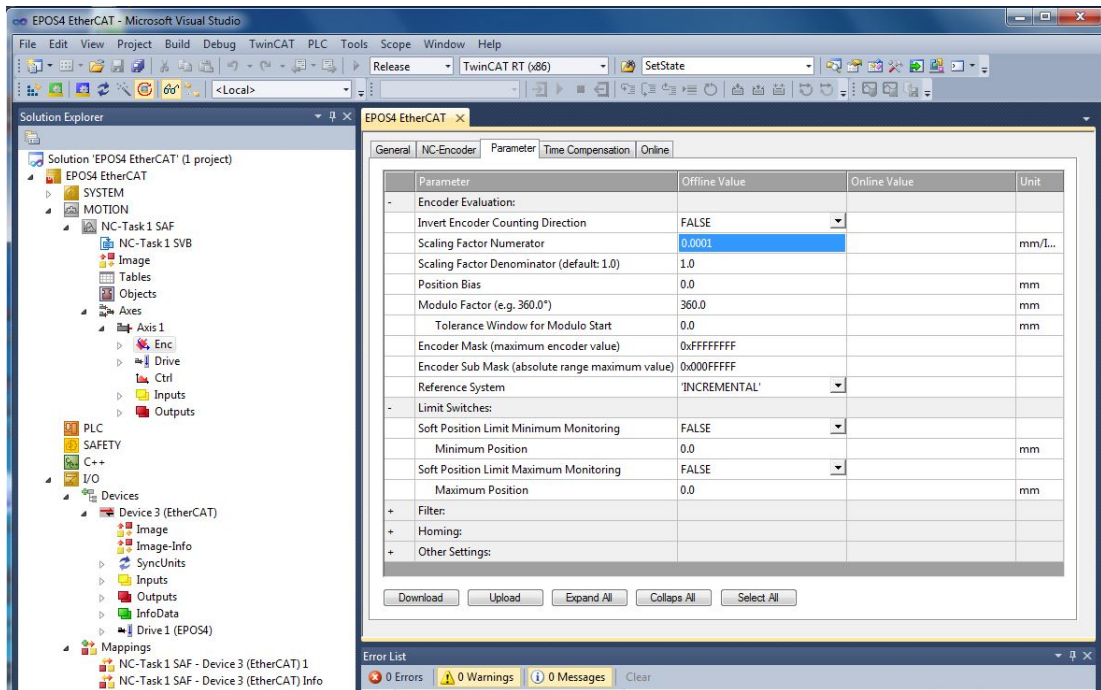 EPOS4 EtherCAT - Microsoft Visual Studio
File Edit View Project Build Debug TwinCAT PLC Tools Scope Window Help
Release TwinCAT RT (x86) SetState
<Local>
Solution Explorer
Solution 'EPOS4 EtherCAT' (1 project)
EPOS4 EtherCAT
SYSTEM
MOTION
NC-Task 1 SAF
NC-Task 1 SVB
Image
Tables
Objects
Axes
Axis 1
Enc
Drive
Ctrl
Inputs
Outputs
PLC
SAFETY
C++
I/O
Devices
Device 3 (EtherCAT)
Image
Image-Info
SyncUnits
Inputs
Outputs
InfoData
Drive 1 (EPOS4)
Mappings
NC-Task 1 SAF - Device 3 (EtherCAT) 1
NC-Task 1 SAF - Device 3 (EtherCAT) Info
EPOS4 EtherCAT
General NC-Encoder Parameter Time Compensation Online
Parameter Offline Value Online Value Unit
- Encoder Evaluation:
Invert Encoder Counting Direction FALSE
Scaling Factor Numerator 0.0001 mm/I...
Scaling Factor Denominator (default: 1.0) 1.0
Position Bias 0.0 mm
Modulo Factor (e.g. 360.0°) 360.0 mm
Tolerance Window for Modulo Start 0.0 mm
Encoder Mask (maximum encoder value) 0xFFFFFFFF
Encoder Sub Mask (absolute range maximum value) 0x000FFFFF
Reference System 'INCREMENTAL'
- Limit Switches:
Soft Position Limit Minimum Monitoring FALSE
Minimum Position 0.0 mm
Soft Position Limit Maximum Monitoring FALSE
Maximum Position 0.0 mm
+ Filter:
+ Homing:
+ Other Settings:
Download Upload Expand All Collaps All Select All
Error List
0 Errors 0 Warnings 0 Messages Clear